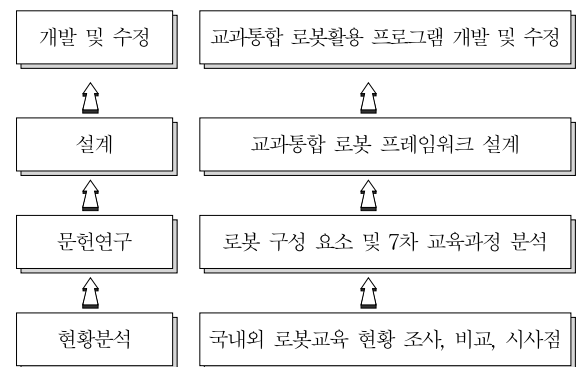 개발 및 수정
교과통합 로봇활용 프로그램 개발 및 수정
설계
교과통합 로봇 프레임워크 설계
문헌연구
로봇 구성 요소 및 7차 교육과정 분석
현황분석
국내외 로봇교육 현황 조사, 비교, 시사점